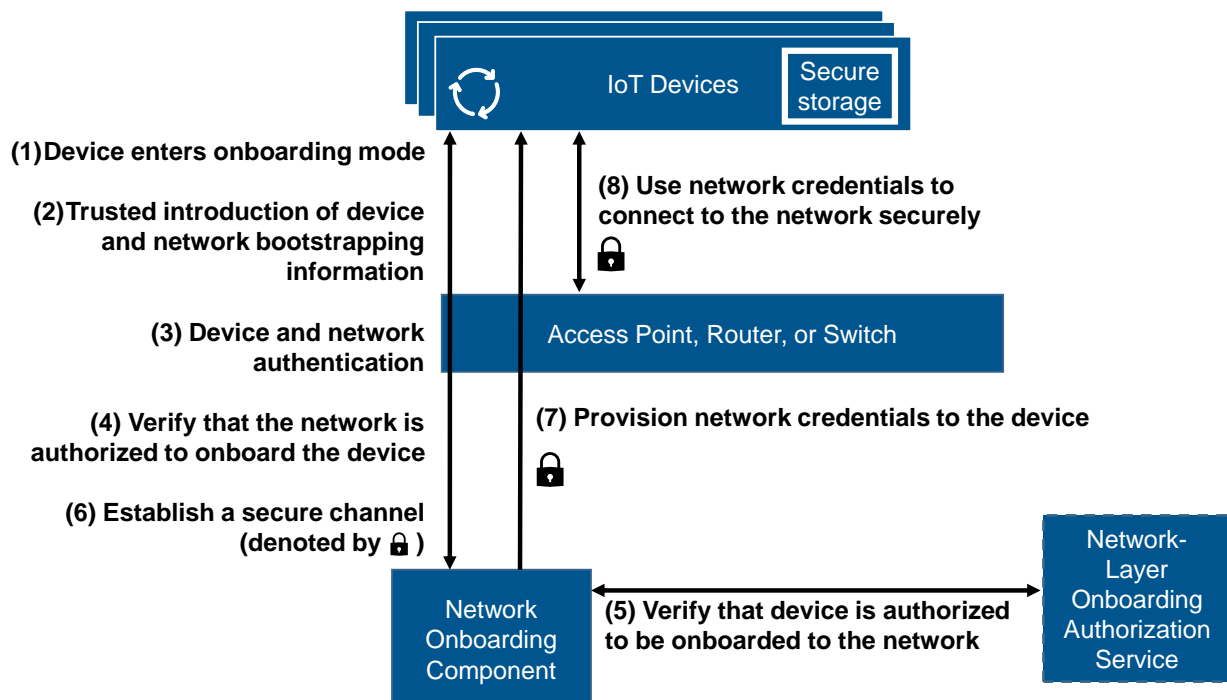 IoT Devices
Secure
storage
(1)Device enters onboarding mode
(2)Trusted introduction of device
and network bootstrapping
information
(8) Use network credentials to
connect to the network securely
(3) Device and network
authentication
Access Point, Router, or Switch
(4) Verify that the network is
authorized to onboard the device
(7) Provision network credentials to the device
(6) Establish a secure channel
(denoted by )
Network
Onboarding
Component
(5) Verify that device is authorized
to be onboarded to the network
Network-
Layer
Onboarding
Authorization
Service